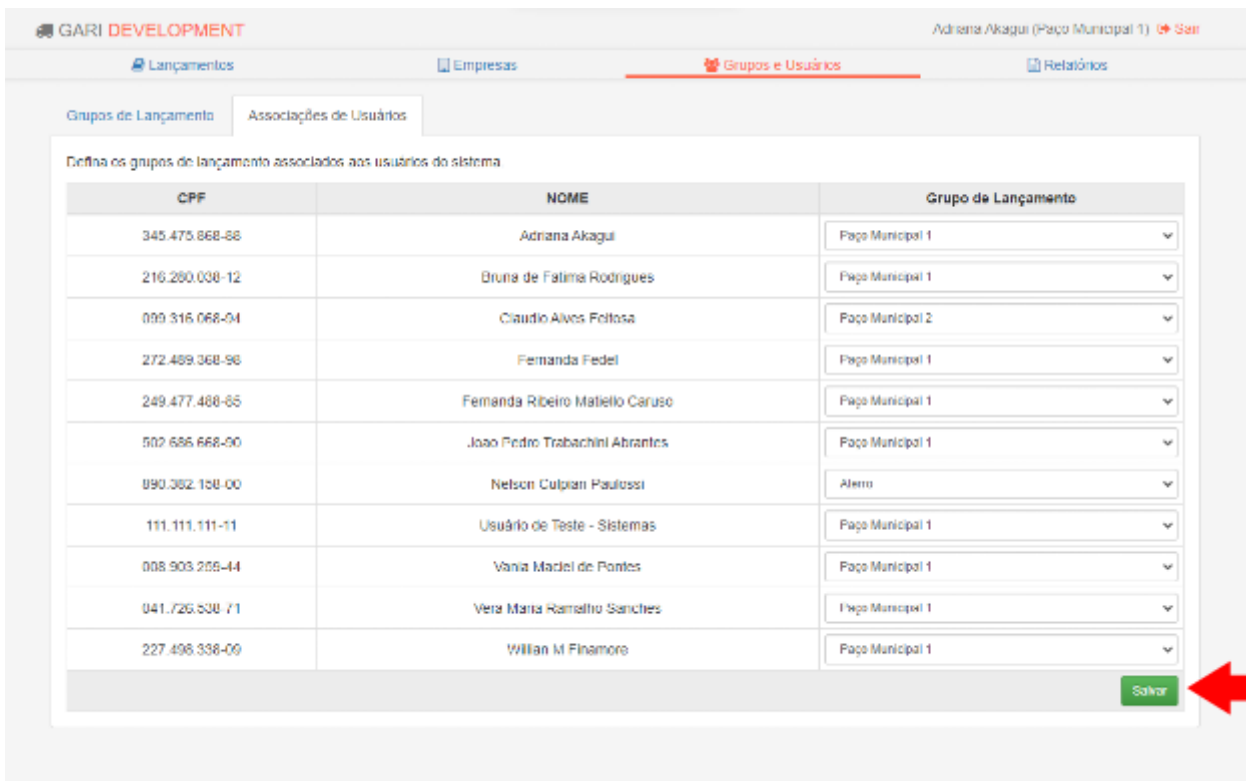 GARI DEVELOPMENT
Adriana Akagui (Paço Municipal 1) Sair
Lançamentos Empresas Grupos e Usuários Relatórios
Grupos de Lançamento Associações de Usuários
Defina os grupos de lançamento associados aos usuários do sistema
CPF NOME Grupo de Lançamento
345.475.868-88 Adriana Akagui Paço Municipal 1
216.280.038-12 Bruna de Fatima Rodrigues Paço Municipal 1
099.316.068-94 Claudio Alves Feitosa Paço Municipal 2
272.489.368-98 Fernanda Fedel Paço Municipal 1
249.477.488-65 Fernanda Ribeiro Matiello Caruso Paço Municipal 1
502.686.668-90 Joao Pedro Trabachini Abrantes Paço Municipal 1
890.382.158-00 Nelson Culpian Paulossi Aterro
111.111.111-11 Usuário de Teste - Sistemas Paço Municipal 1
008.903.259-44 Vania Maciel de Pontes Paço Municipal 1
041.726.538-71 Vera Maria Ramalho Sanches Paço Municipal 1
227.498.338-09 Willian M Finamore Paço Municipal 1
Salvar